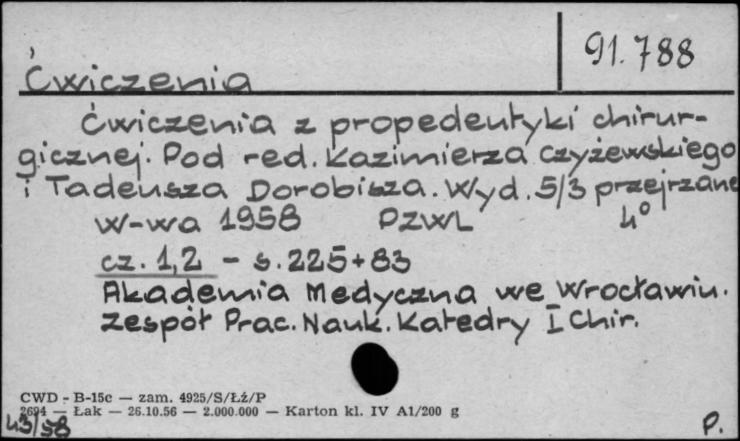 91.788
Ćwiczenia
Ćwiczenia z propedeutyki chirur-
gicznej. Pod red. Kazimierza Czyżewskiego
i Tadeusza Dorobisza. Wyd. 5/3 przejrzane
W-wa 1958 PZWL 4°
cz. 1,2 - s. 225+83
Akademia Medyczna we Wrocławiu.
Zespół Prac. Nauk. Katedry I Chir.
CWD - B-15c — zam. 4925/S/ŁŹ/P
2694 — Łak — 26.10.56 — 2.000.000 — Karton kl. IV A1/200 g
43/58 P.